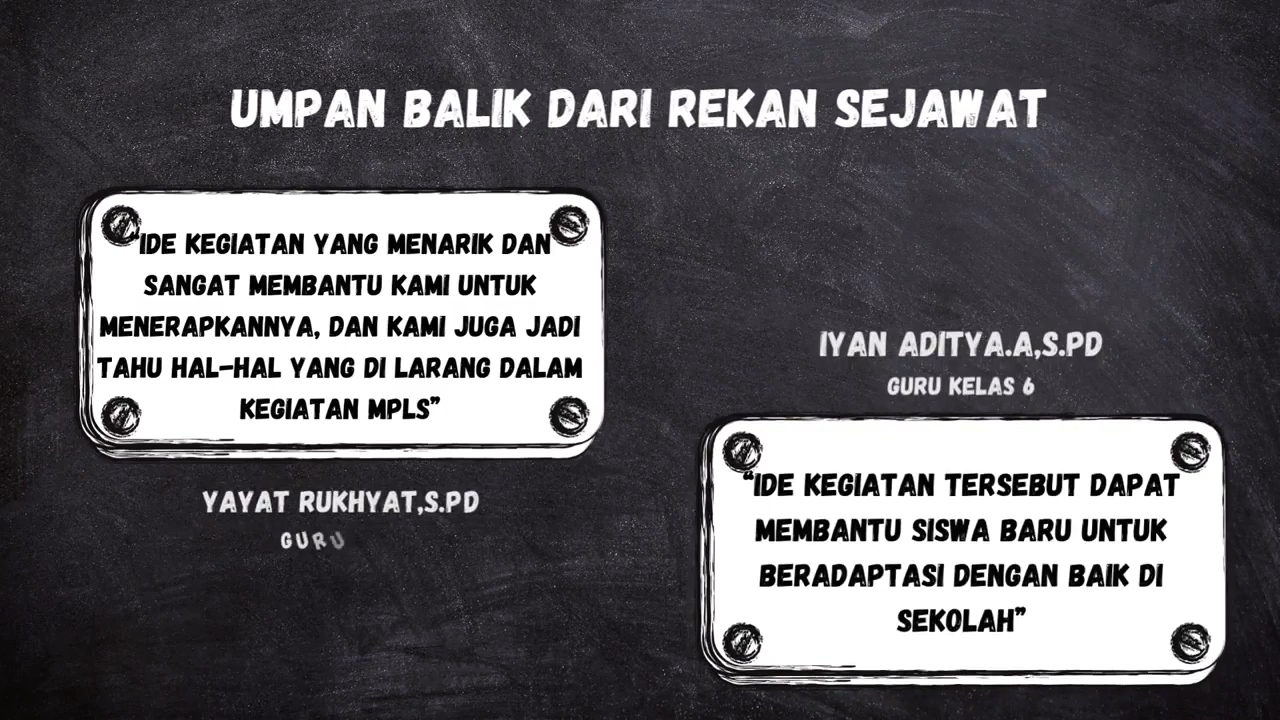 UMPAN BALIK DARI REKAN SEJAWAT
“IDE KEGIATAN YANG MENARIK DAN
SANGAT MEMBANTU KAMI UNTUK
MENERAPKANNYA, DAN KAMI JUGA JADI
TAHU HAL-HAL YANG DI LARANG DALAM
KEGIATAN MPLS”
YAYAT RUKHYAT,S.PD
GURU
IYAN ADITYA.A,S.PD
GURU KELAS 6
“IDE KEGIATAN TERSEBUT DAPAT
MEMBANTU SISWA BARU UNTUK
BERADAPTASI DENGAN BAIK DI
SEKOLAH”